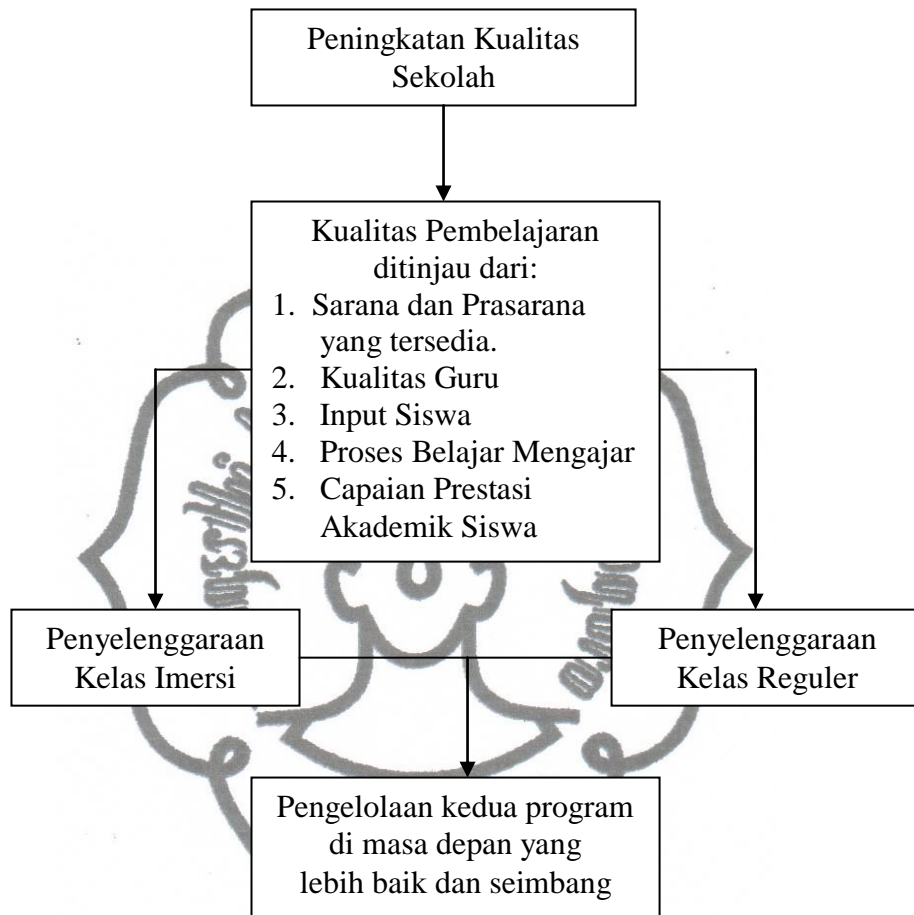 Peningkatan Kualitas
Sekolah
Kualitas Pembelajaran
ditinjau dari:
1. Sarana dan Prasarana
yang tersedia.
2. Kualitas Guru
3. Input Siswa
4. Proses Belajar Mengajar
5. Capaian Prestasi
Akademik Siswa
Penyelenggaraan
Kelas Imersi
Penyelenggaraan
Kelas Reguler
Pengelolaan kedua program
di masa depan yang
lebih baik dan seimbang